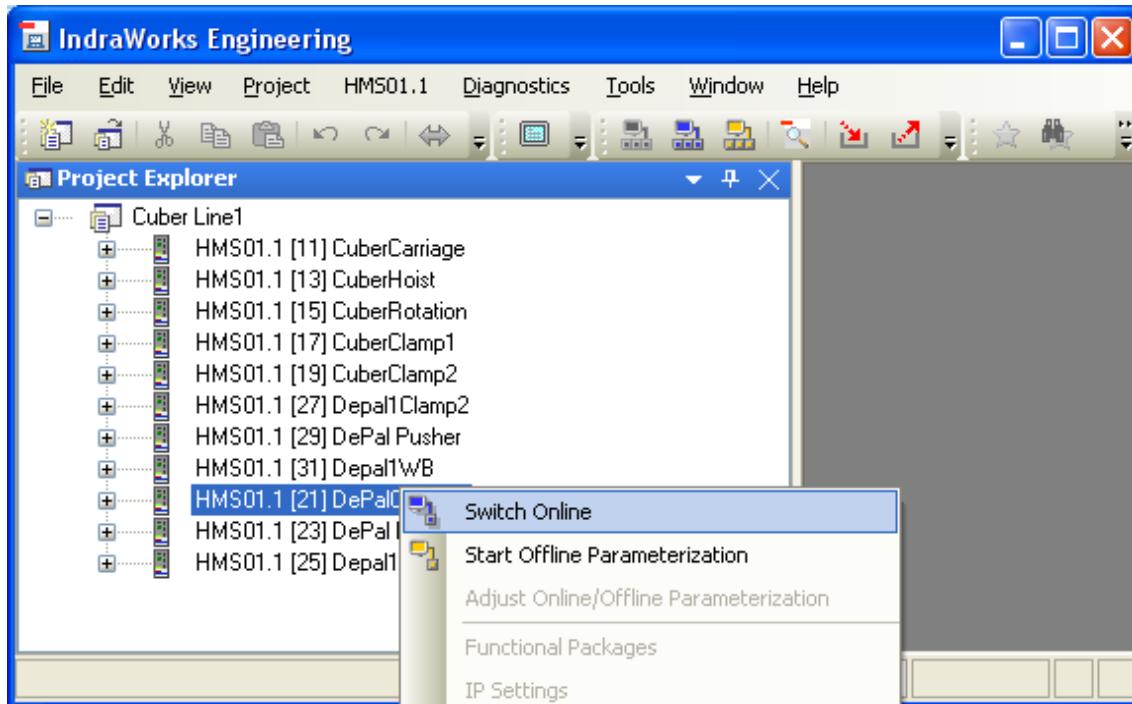 IndraWorks Engineering
File Edit View Project HMS01.1 Diagnostics Tools Window Help
Project Explorer
Cuber Line1
HMS01.1 [11] CuberCarriage
HMS01.1 [13] CuberHoist
HMS01.1 [15] CuberRotation
HMS01.1 [17] CuberClamp1
HMS01.1 [19] CuberClamp2
HMS01.1 [27] Depal1Clamp2
HMS01.1 [29] DePal Pusher
HMS01.1 [31] Depal1WB
HMS01.1 [21] DePalC
HMS01.1 [23] DePal
HMS01.1 [25] Depal1
Switch Online
Start Offline Parameterization
Adjust Online/Offline Parameterization
Functional Packages
IP Settings